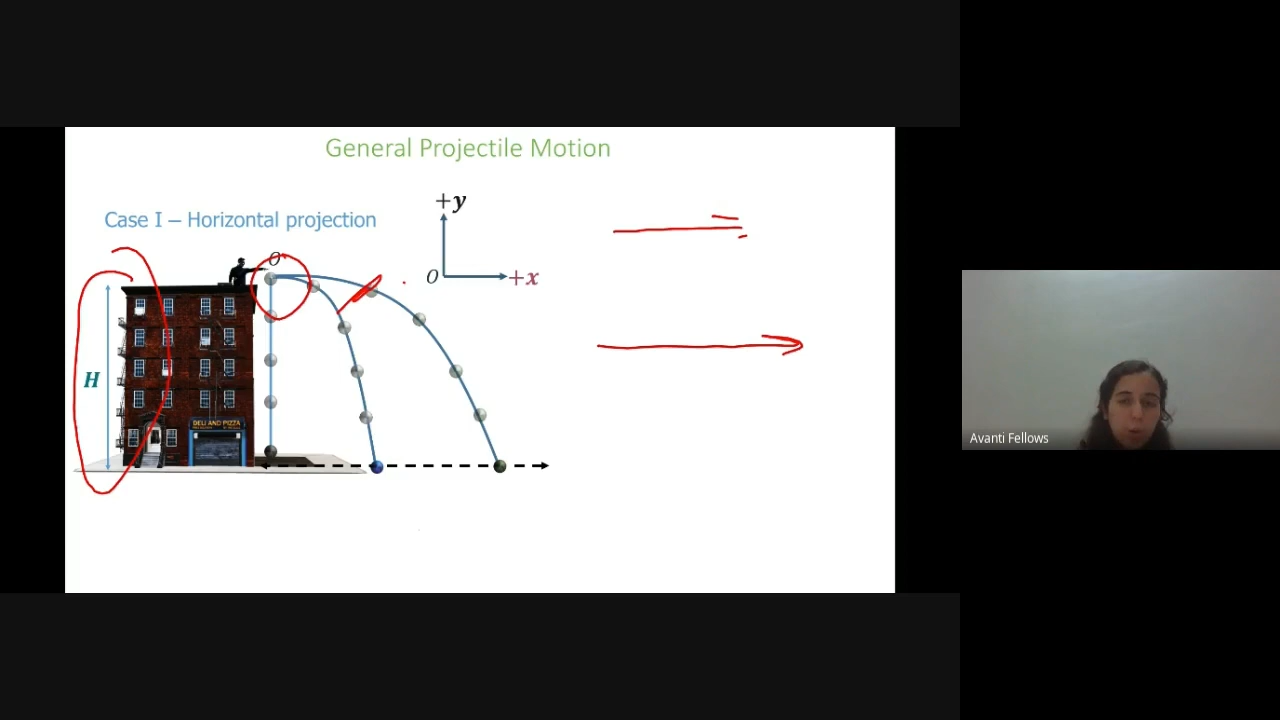 General Projectile Motion
Case I – Horizontal projection
+y
O
O
+x
H
DELI AND PIZZA
Avanti Fellows